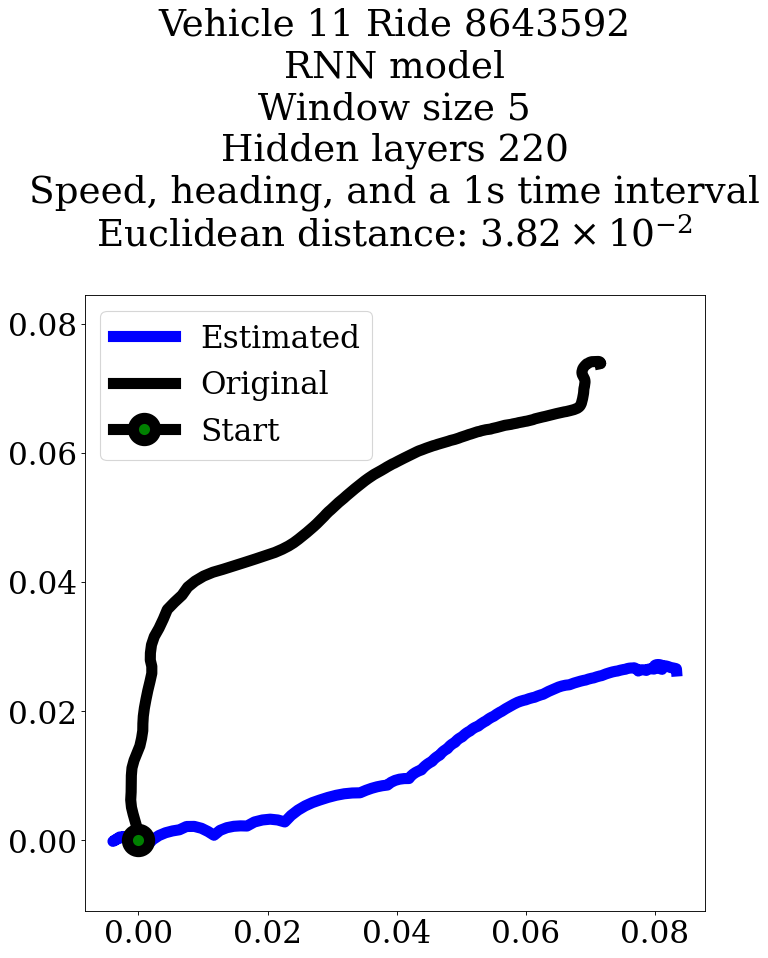 Vehicle 11 Ride 8643592
RNN model
Window size 5
Hidden layers 220
Speed, heading, and a 1s time interval
Euclidean distance: 3.82 × 10⁻²
0.08
0.06
0.04
0.02
0.00
Estimated
Original
Start
0.00 0.02 0.04 0.06 0.08